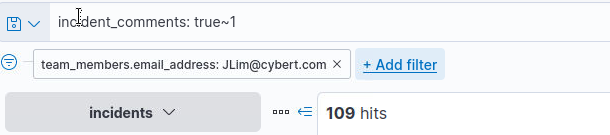 incident_comments: true~1
team_members.email_address: JLim@cybert.com × + Add filter
incidents 109 hits